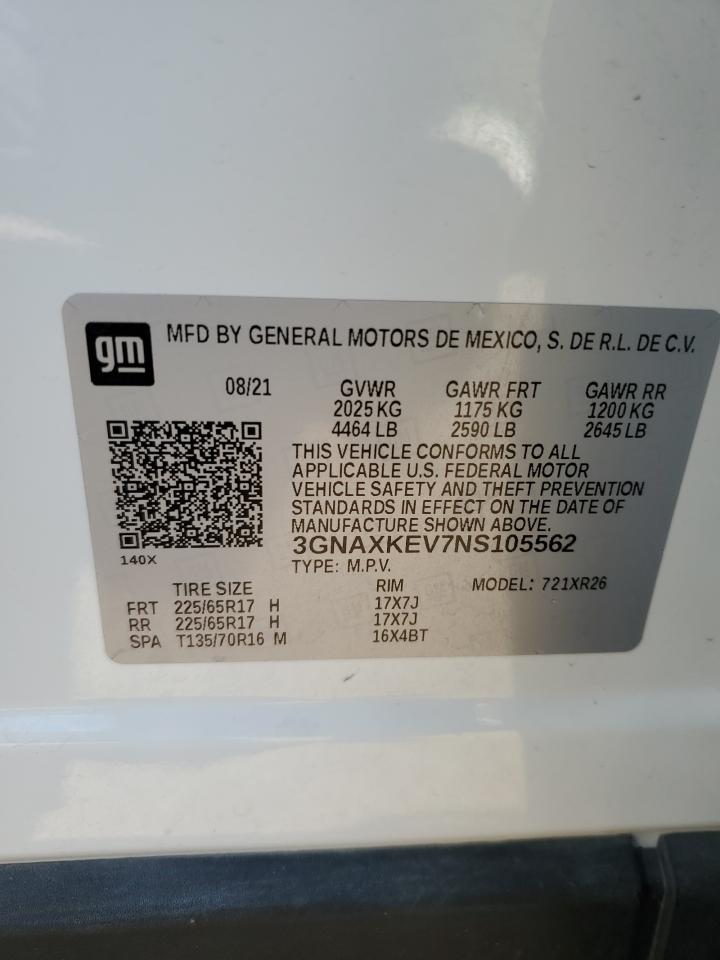 gm
MFD BY GENERAL MOTORS DE MEXICO, S. DE R.L. DE C.V.
08/21 GVWR GAWR FRT GAWR RR
2025 KG 1175 KG 1200 KG
4464 LB 2590 LB 2645 LB
THIS VEHICLE CONFORMS TO ALL
APPLICABLE U.S. FEDERAL MOTOR
VEHICLE SAFETY AND THEFT PREVENTION
STANDARDS IN EFFECT ON THE DATE OF
MANUFACTURE SHOWN ABOVE.
3GNAXKEV7NS105562
140X
TYPE: M.P.V.
TIRE SIZE RIM MODEL: 721XR26
FRT 225/65R17 H 17X7J
RR 225/65R17 H 17X7J
SPA T135/70R16 M 16X4BT